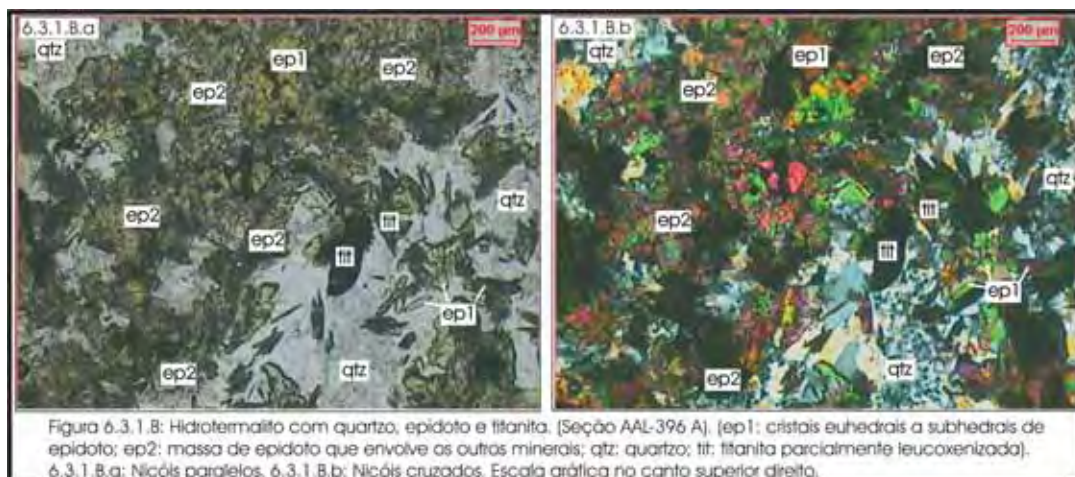 6.3.1.B.a
200 µm
qtz
ep1
ep2
ep2
qtz
ep2
ep2
tit
tit
ep1
ep2
qtz
6.3.1.B.b
200 µm
qtz
ep1
ep2
ep2
qtz
ep2
tit
tit
ep1
ep2
qtz
Figura 6.3.1.B: Hidrotermalito com quartzo, epidoto e titanita. (Seção AAL-396 A). (ep1: cristais euhedrais a subhedrais de
epidoto; ep2: massa de epidoto que envolve os outros minerais; qtz: quartzo; tit: titanita parcialmente leucoxenizada).
6.3.1.B.a: Nicóis paralelos. 6.3.1.B.b: Nicóis cruzados. Escala gráfica no canto superior direito.